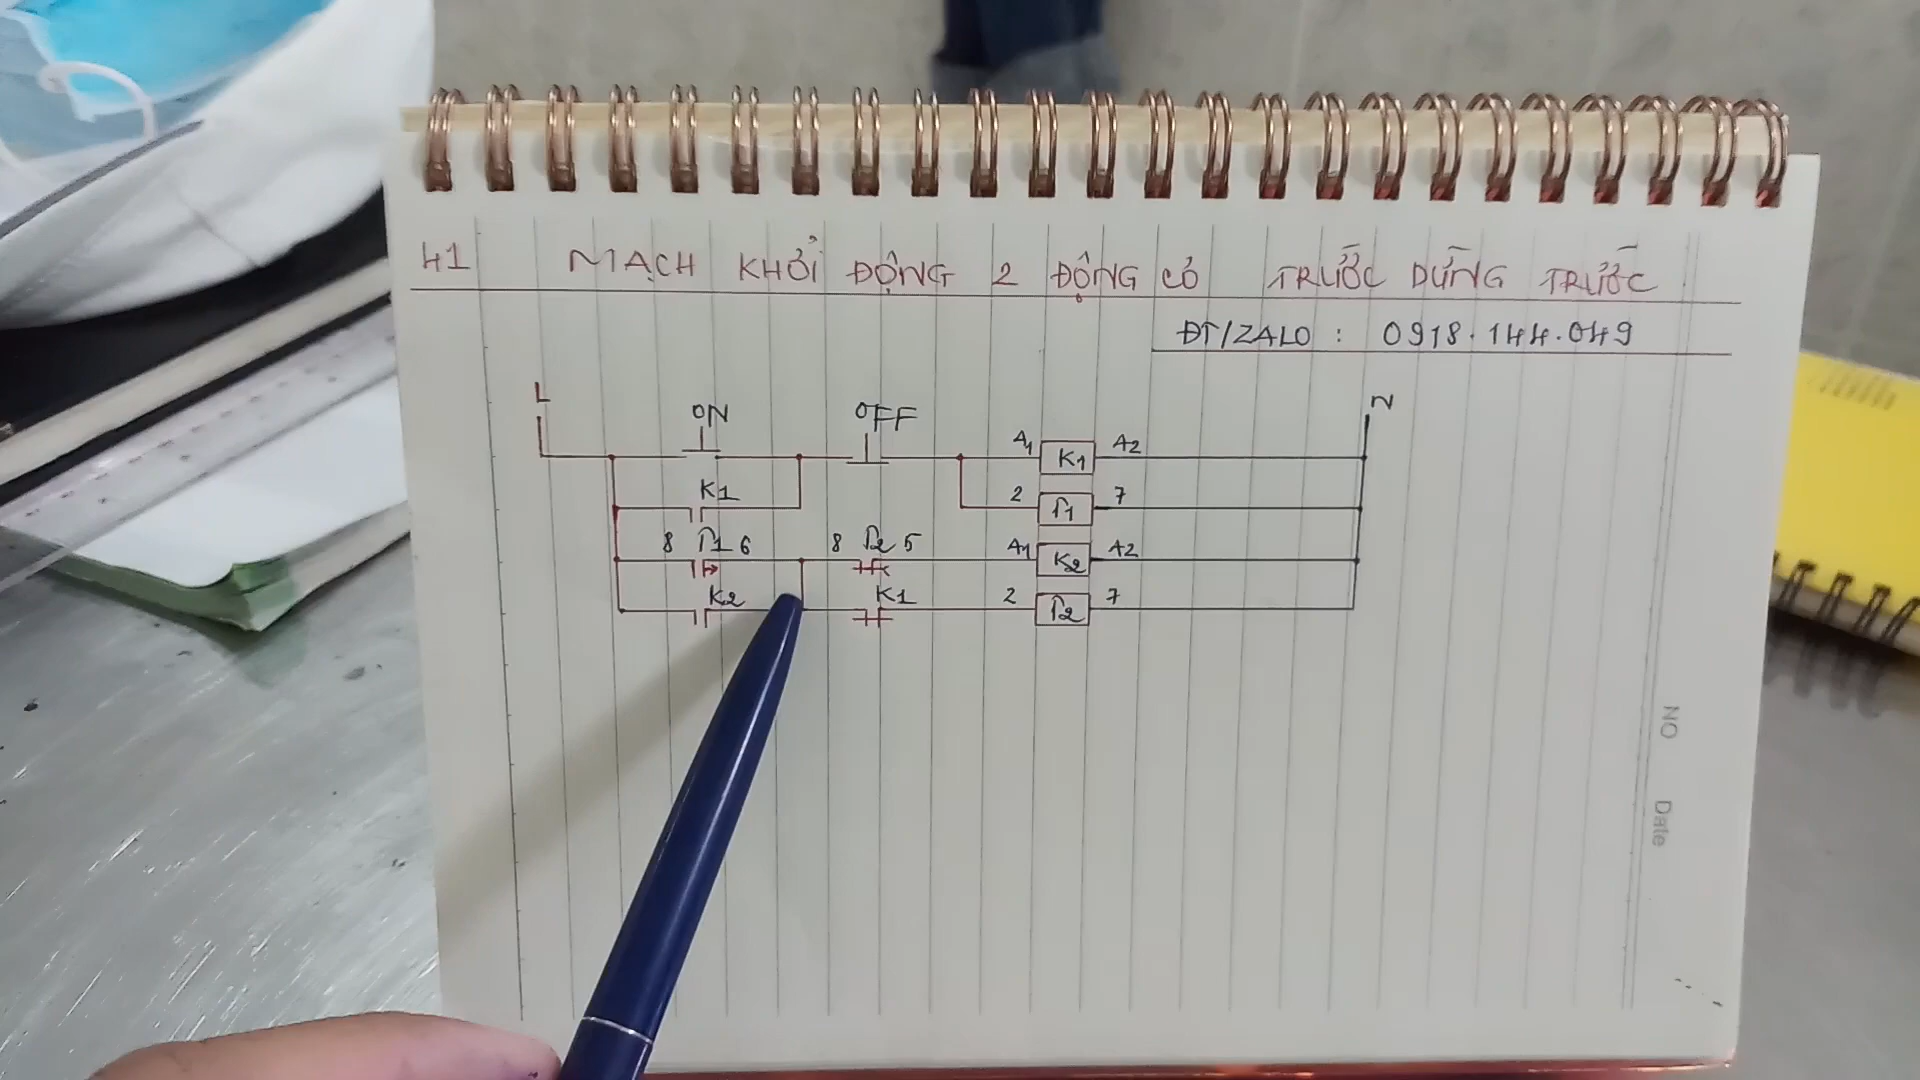 41 MẠCH KHỞI ĐỘNG 2 ĐỘNG CƠ TRƯỚC DỪNG TRƯỚC
ĐT/ZALO : 0918.144.049
L ON OFF N
A1 K1 A2
K1 2 T1 7
8 T1 6 8 T2 5 A1 K2 A2
K2 K1 2 T2 7
NO
Date